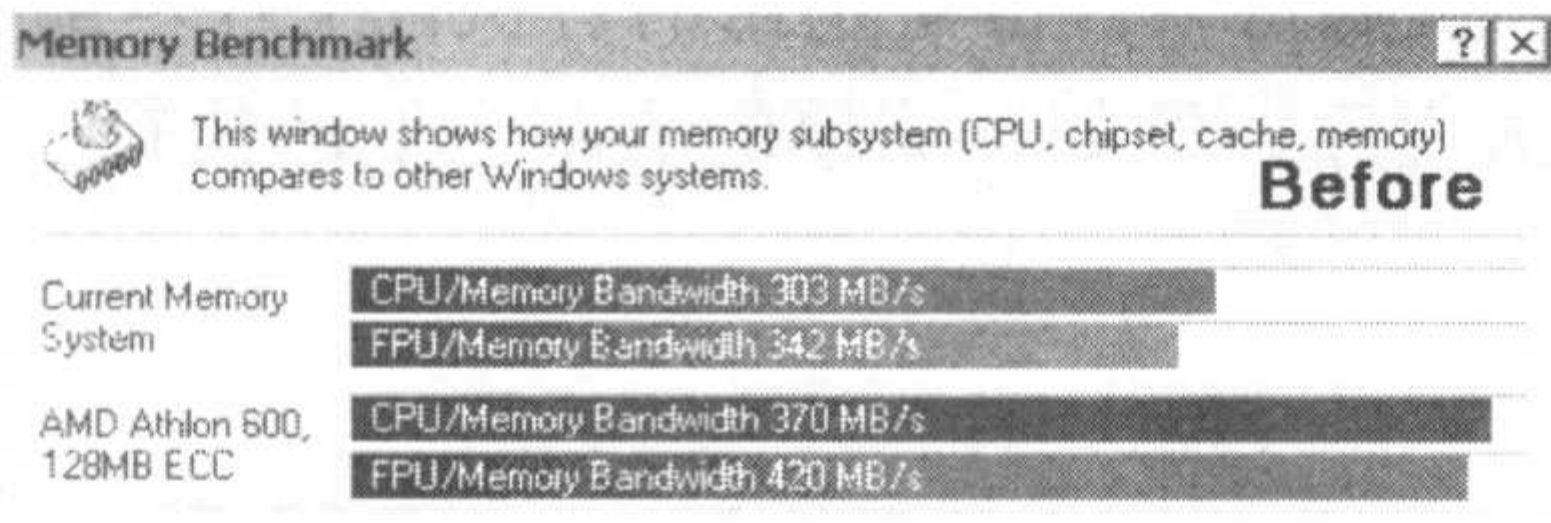 Memory Benchmark
This window shows how your memory subsystem (CPU, chipset, cache, memory)
compares to other Windows systems.
Before
Current Memory
System
CPU/Memory Bandwidth 303 MB/s
FPU/Memory Bandwidth 342 MB/s
AMD Athlon 600,
128MB ECC
CPU/Memory Bandwidth 370 MB/s
FPU/Memory Bandwidth 420 MB/s